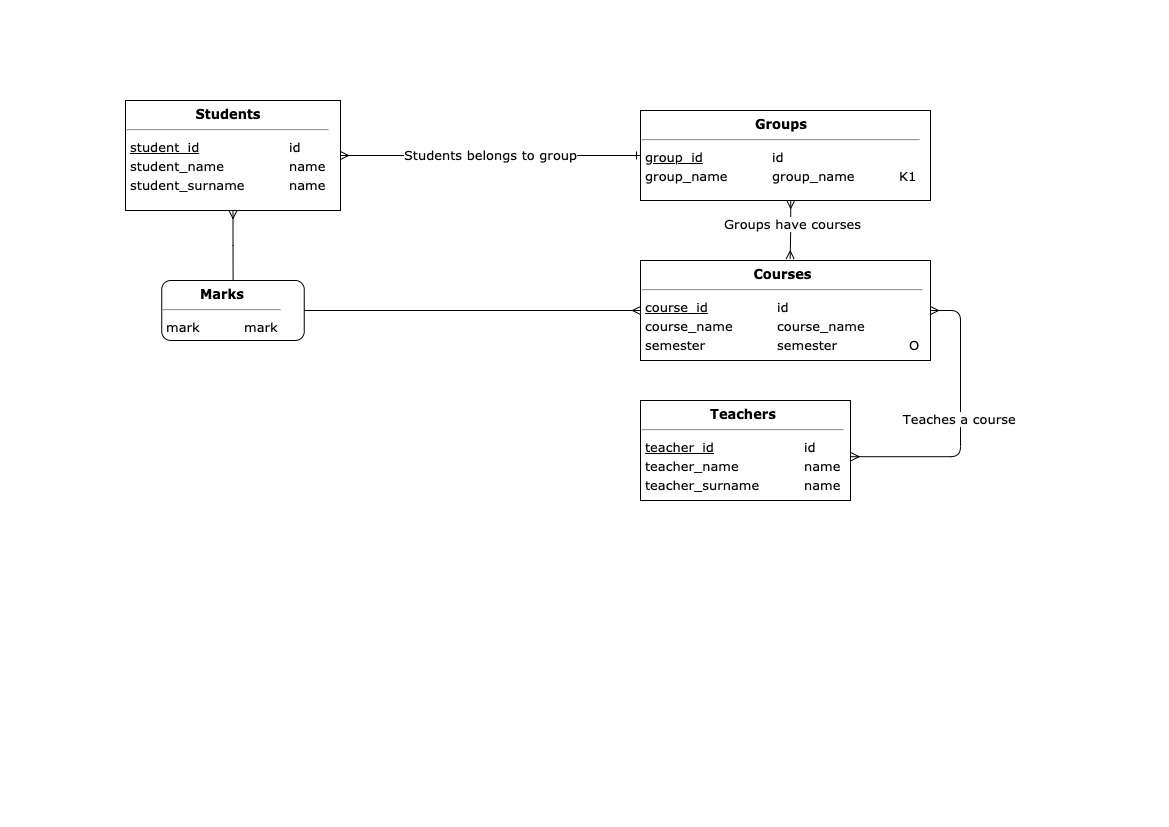 Students
student_id id
student_name name
student_surname name
Students belongs to group
Groups
group_id id
group_name group_name K1
Groups have courses
Marks
mark mark
Courses
course_id id
course_name course_name
semester semester O
Teaches a course
Teachers
teacher_id id
teacher_name name
teacher_surname name